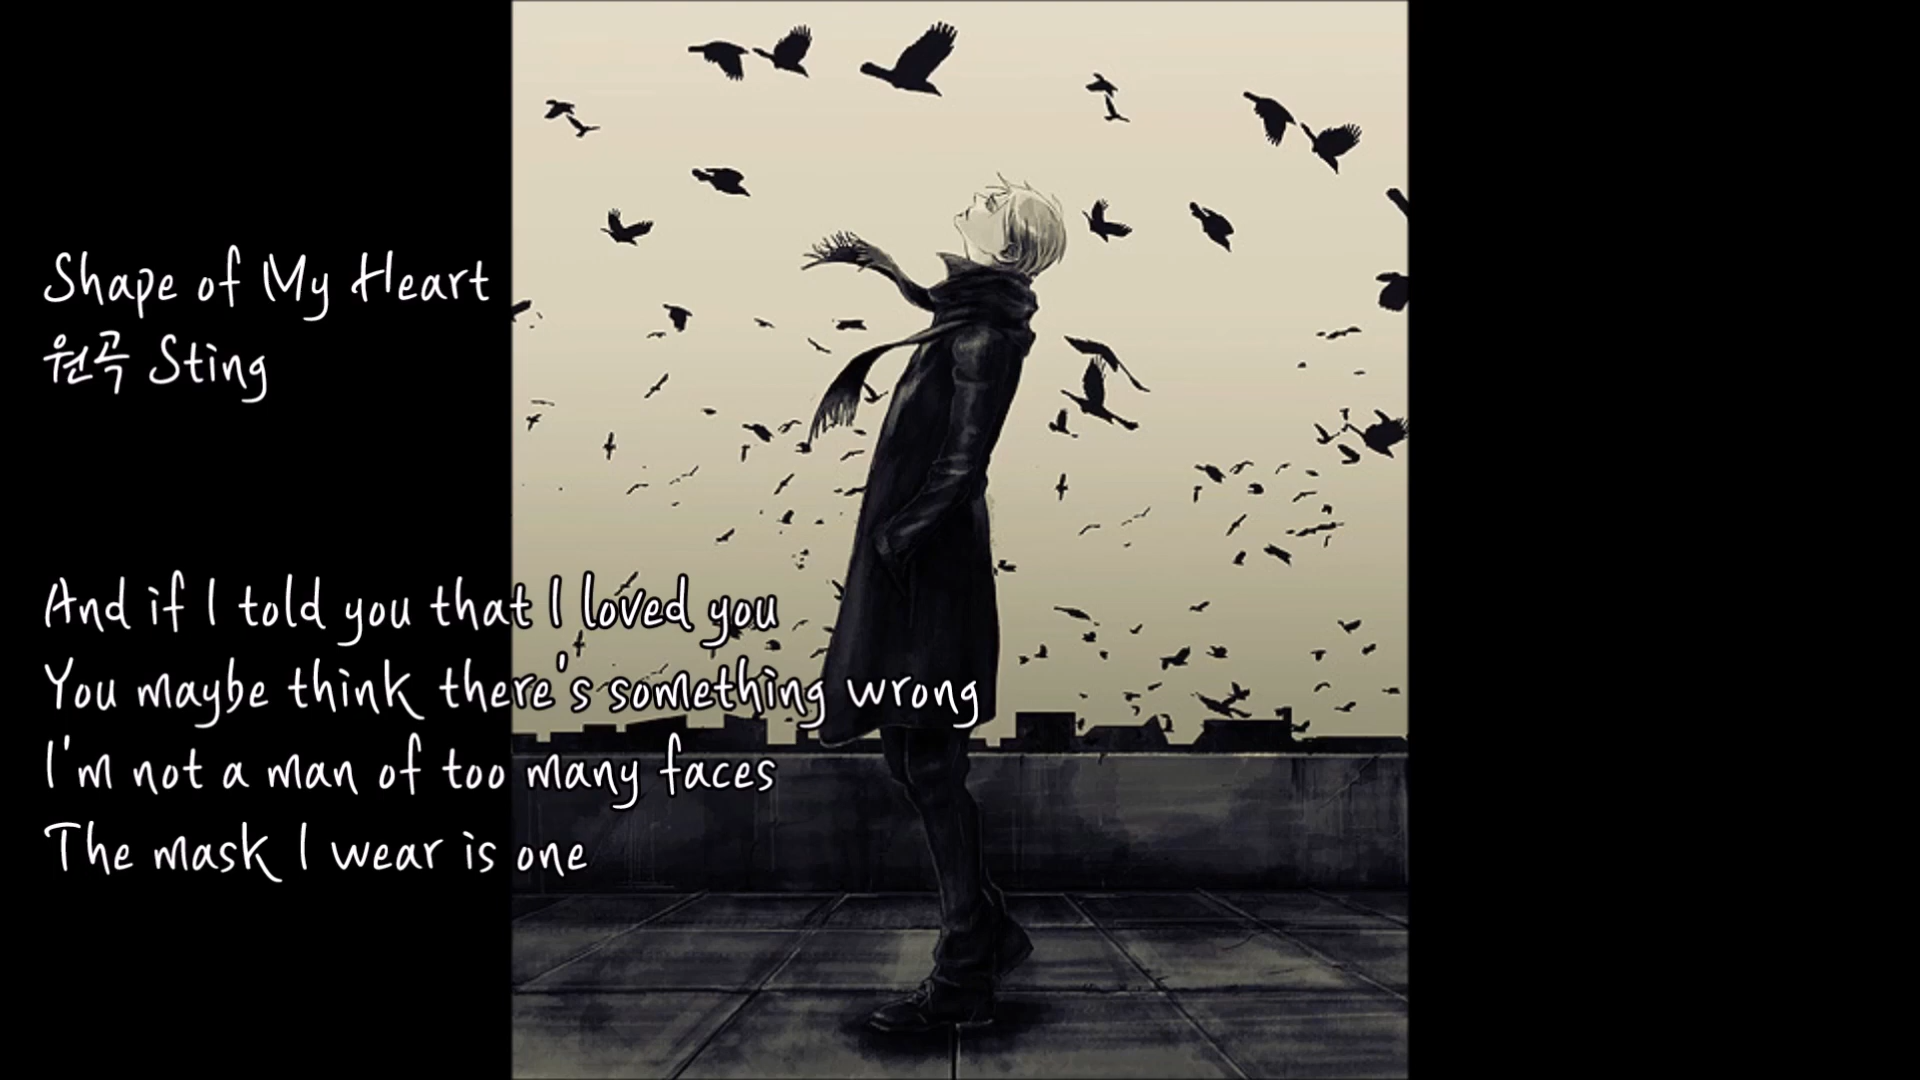 Shape of My Heart
원곡 Sting
And if I told you that I loved you
You maybe think there's something wrong
I'm not a man of too many faces
The mask I wear is one